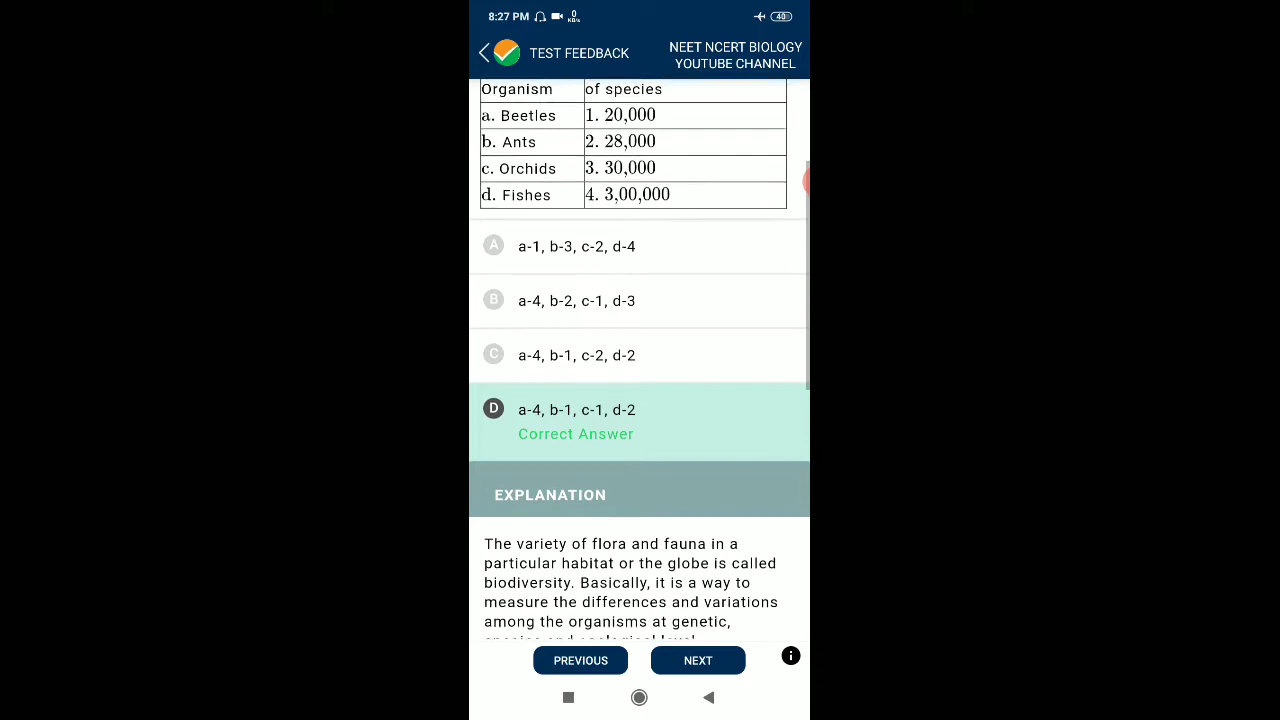 8:27 PM 0 KB/s 40
TEST FEEDBACK
NEET NCERT BIOLOGY
YOUTUBE CHANNEL
Organism of species
a. Beetles 1. 20,000
b. Ants 2. 28,000
c. Orchids 3. 30,000
d. Fishes 4. 3,00,000
A a-1, b-3, c-2, d-4
B a-4, b-2, c-1, d-3
C a-4, b-1, c-2, d-2
D a-4, b-1, c-1, d-2
Correct Answer
EXPLANATION
The variety of flora and fauna in a
particular habitat or the globe is called
biodiversity. Basically, it is a way to
measure the differences and variations
among the organisms at genetic,
PREVIOUS NEXT